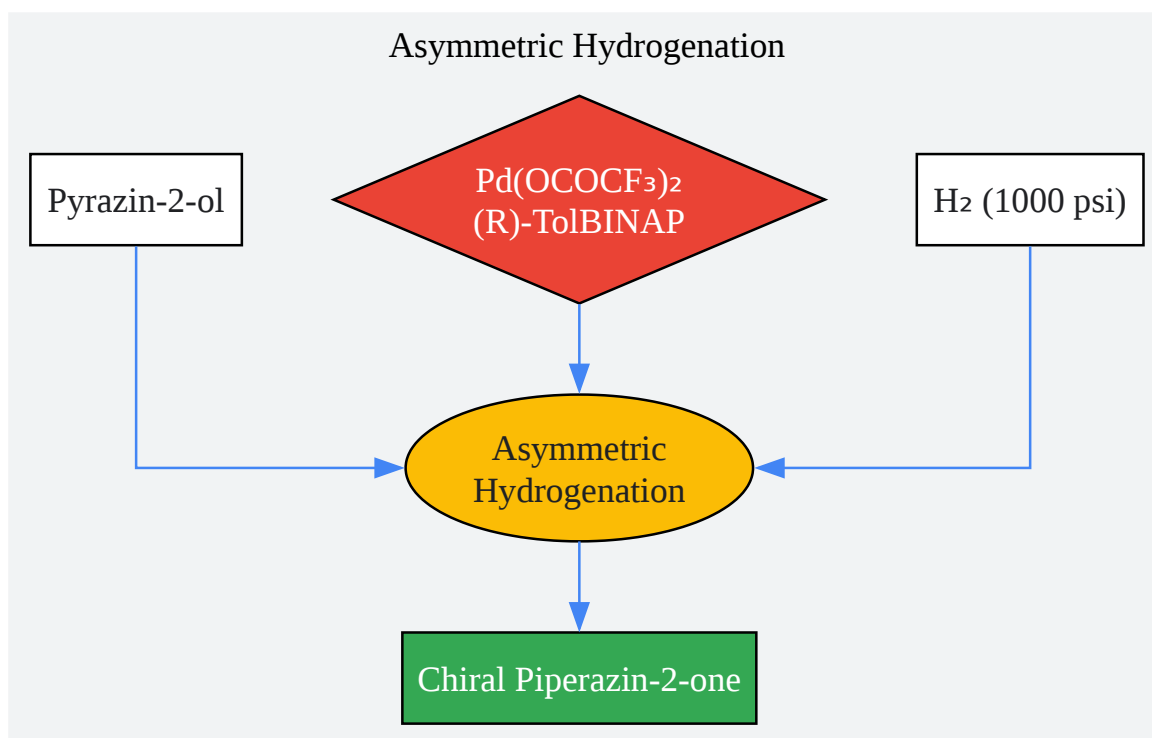 Asymmetric Hydrogenation
Pyrazin-2-ol
Pd(OCOCF₃)₂
(R)-TolBINAP
H₂ (1000 psi)
Asymmetric
Hydrogenation
Chiral Piperazin-2-one